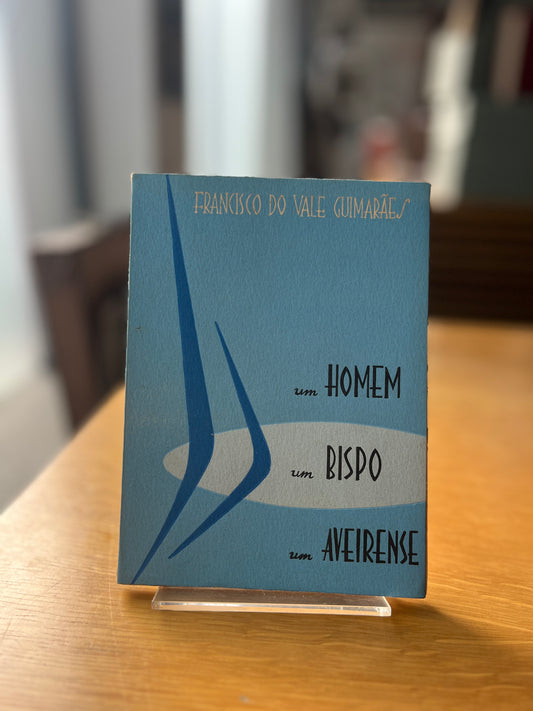 FRANCISCO DO VALE GUIMARÃES
um HOMEM
um BISPO
um AVEIRENSE